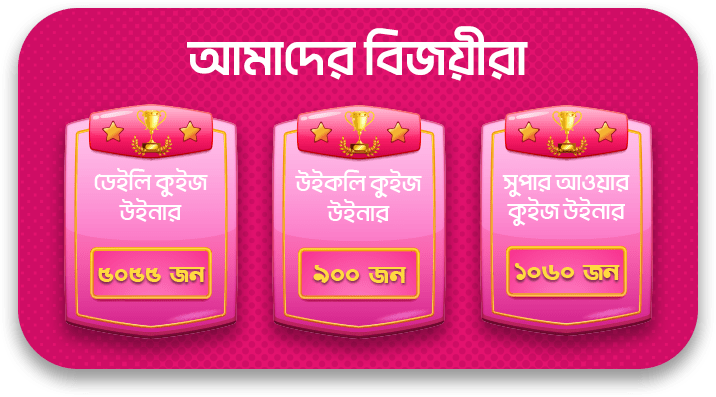 আমাদের বিজয়ীরা
ডেইলি কুইজ
উইনার
৫০৫৫ জন
উইকলি কুইজ
উইনার
৯০০ জন
সুপার আওয়ার
কুইজ উইনার
১০৬০ জন